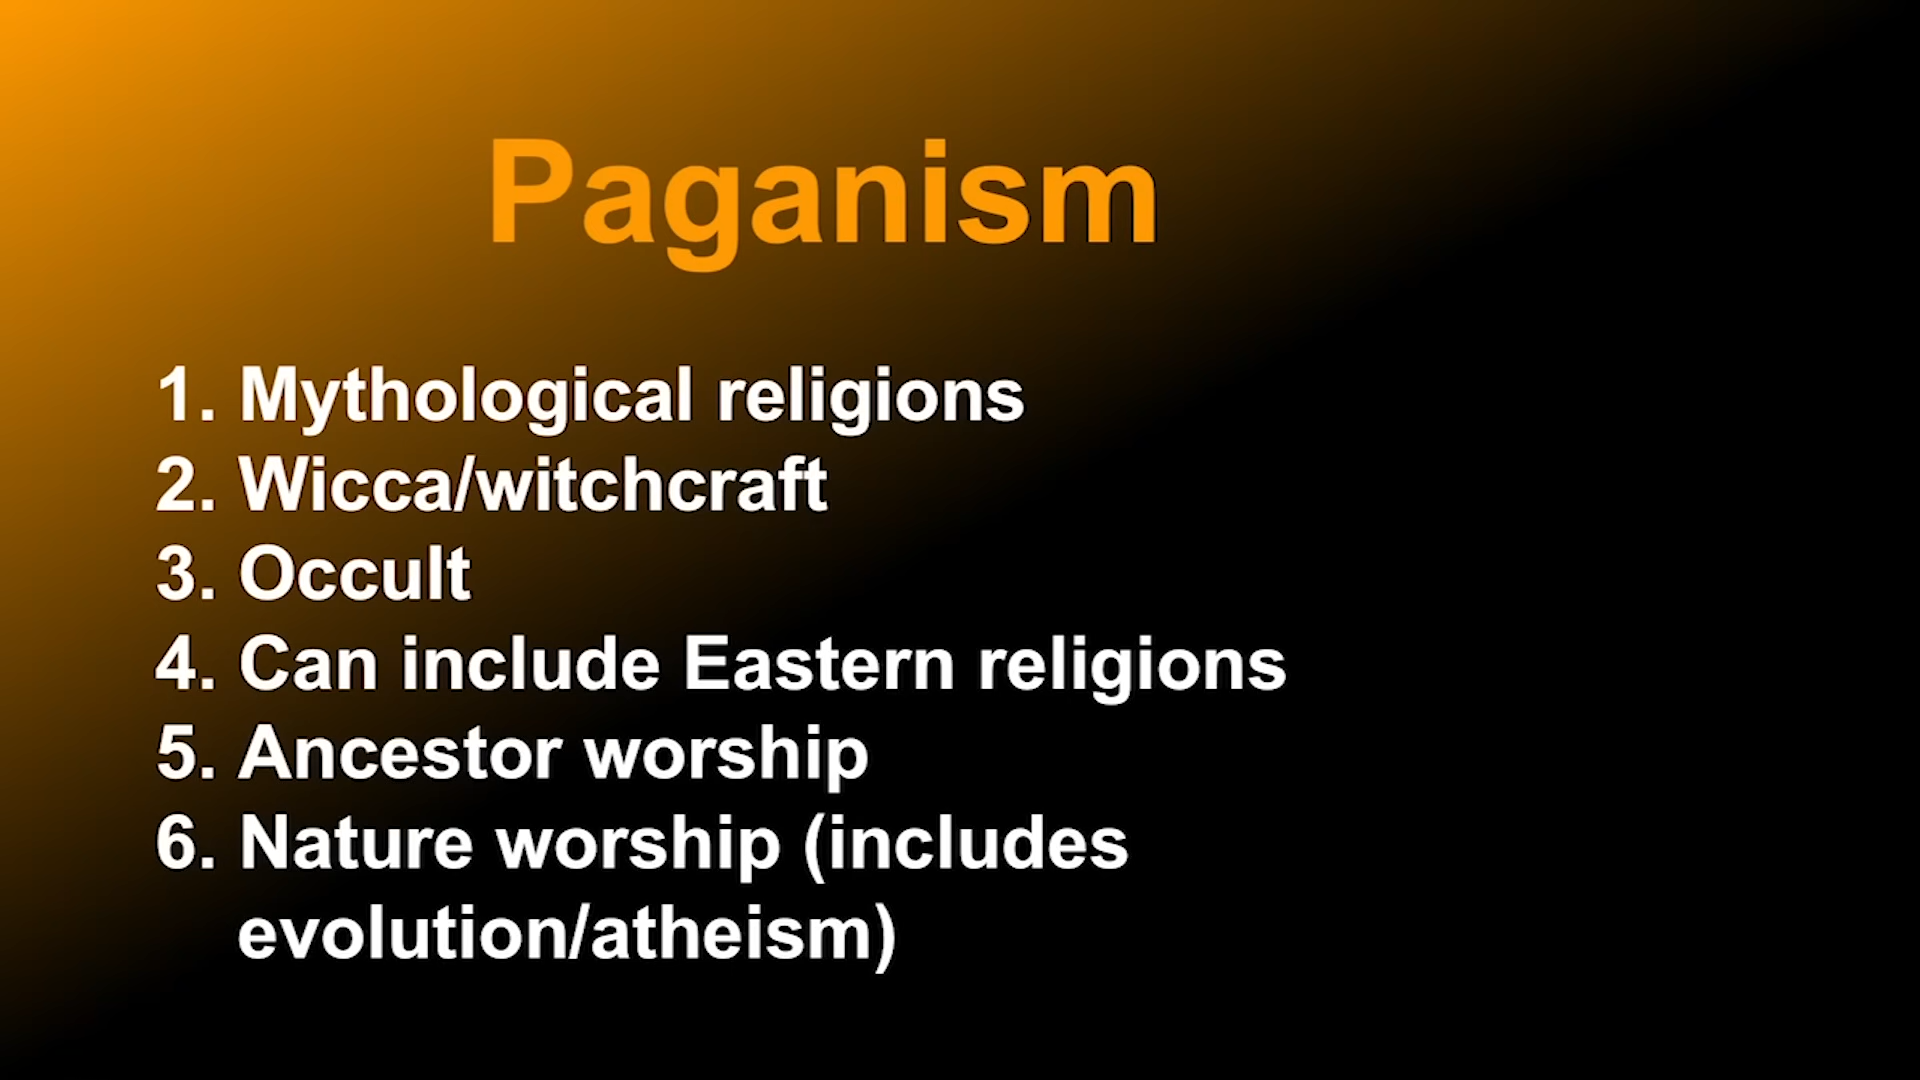 Paganism
1. Mythological religions
2. Wicca/witchcraft
3. Occult
4. Can include Eastern religions
5. Ancestor worship
6. Nature worship (includes
evolution/atheism)